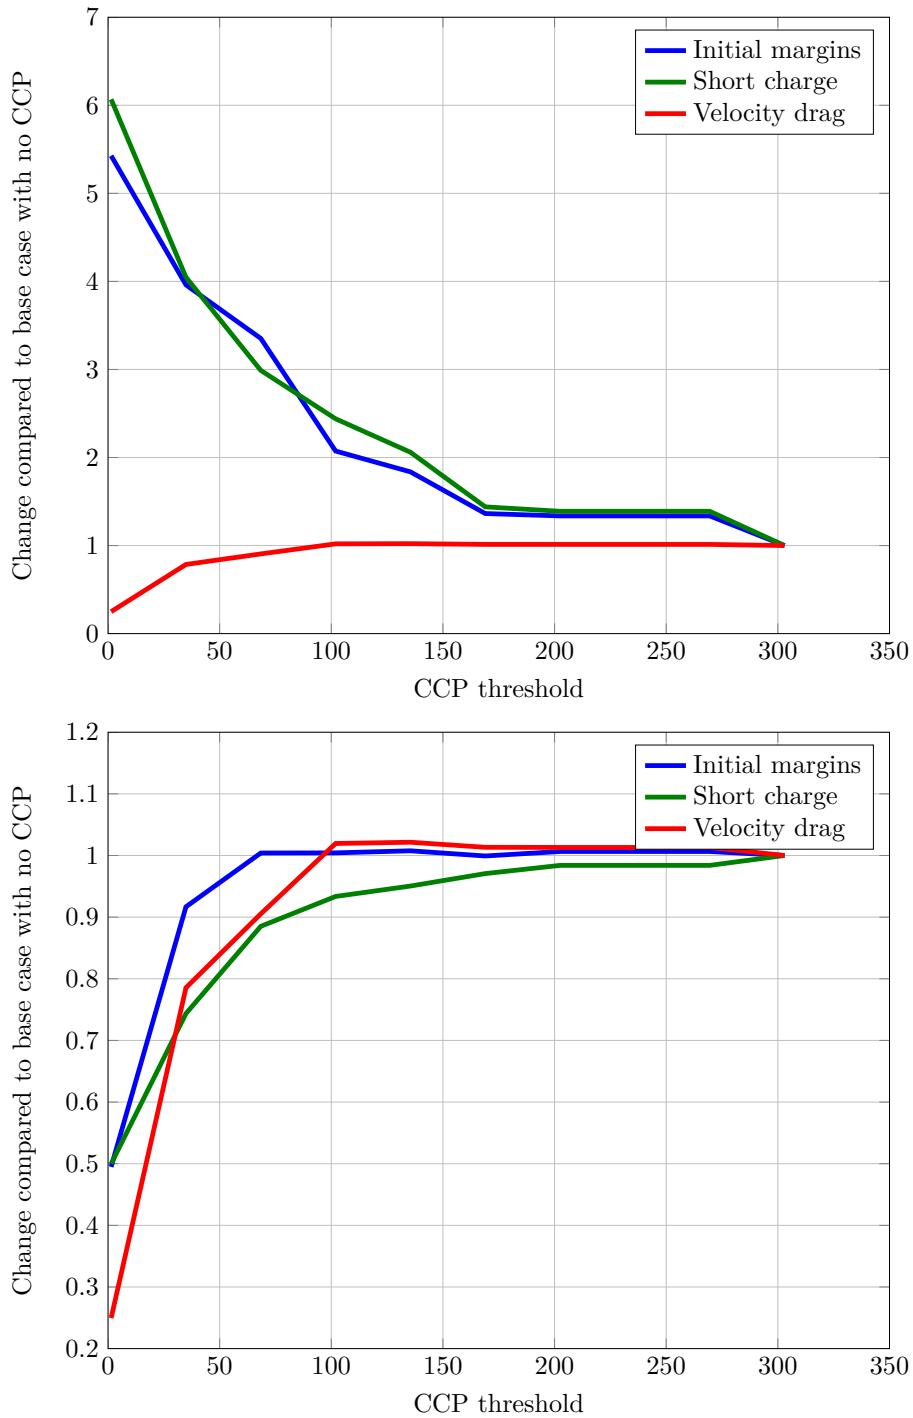 7
6
5
4
3
2
1
0
Change compared to base case with no CCP
Initial margins
Short charge
Velocity drag
0 50 100 150 200 250 300 350
CCP threshold
1.2
1.1
1
0.9
0.8
0.7
0.6
0.5
0.4
0.3
0.2
Change compared to base case with no CCP
Initial margins
Short charge
Velocity drag
0 50 100 150 200 250 300 350
CCP threshold